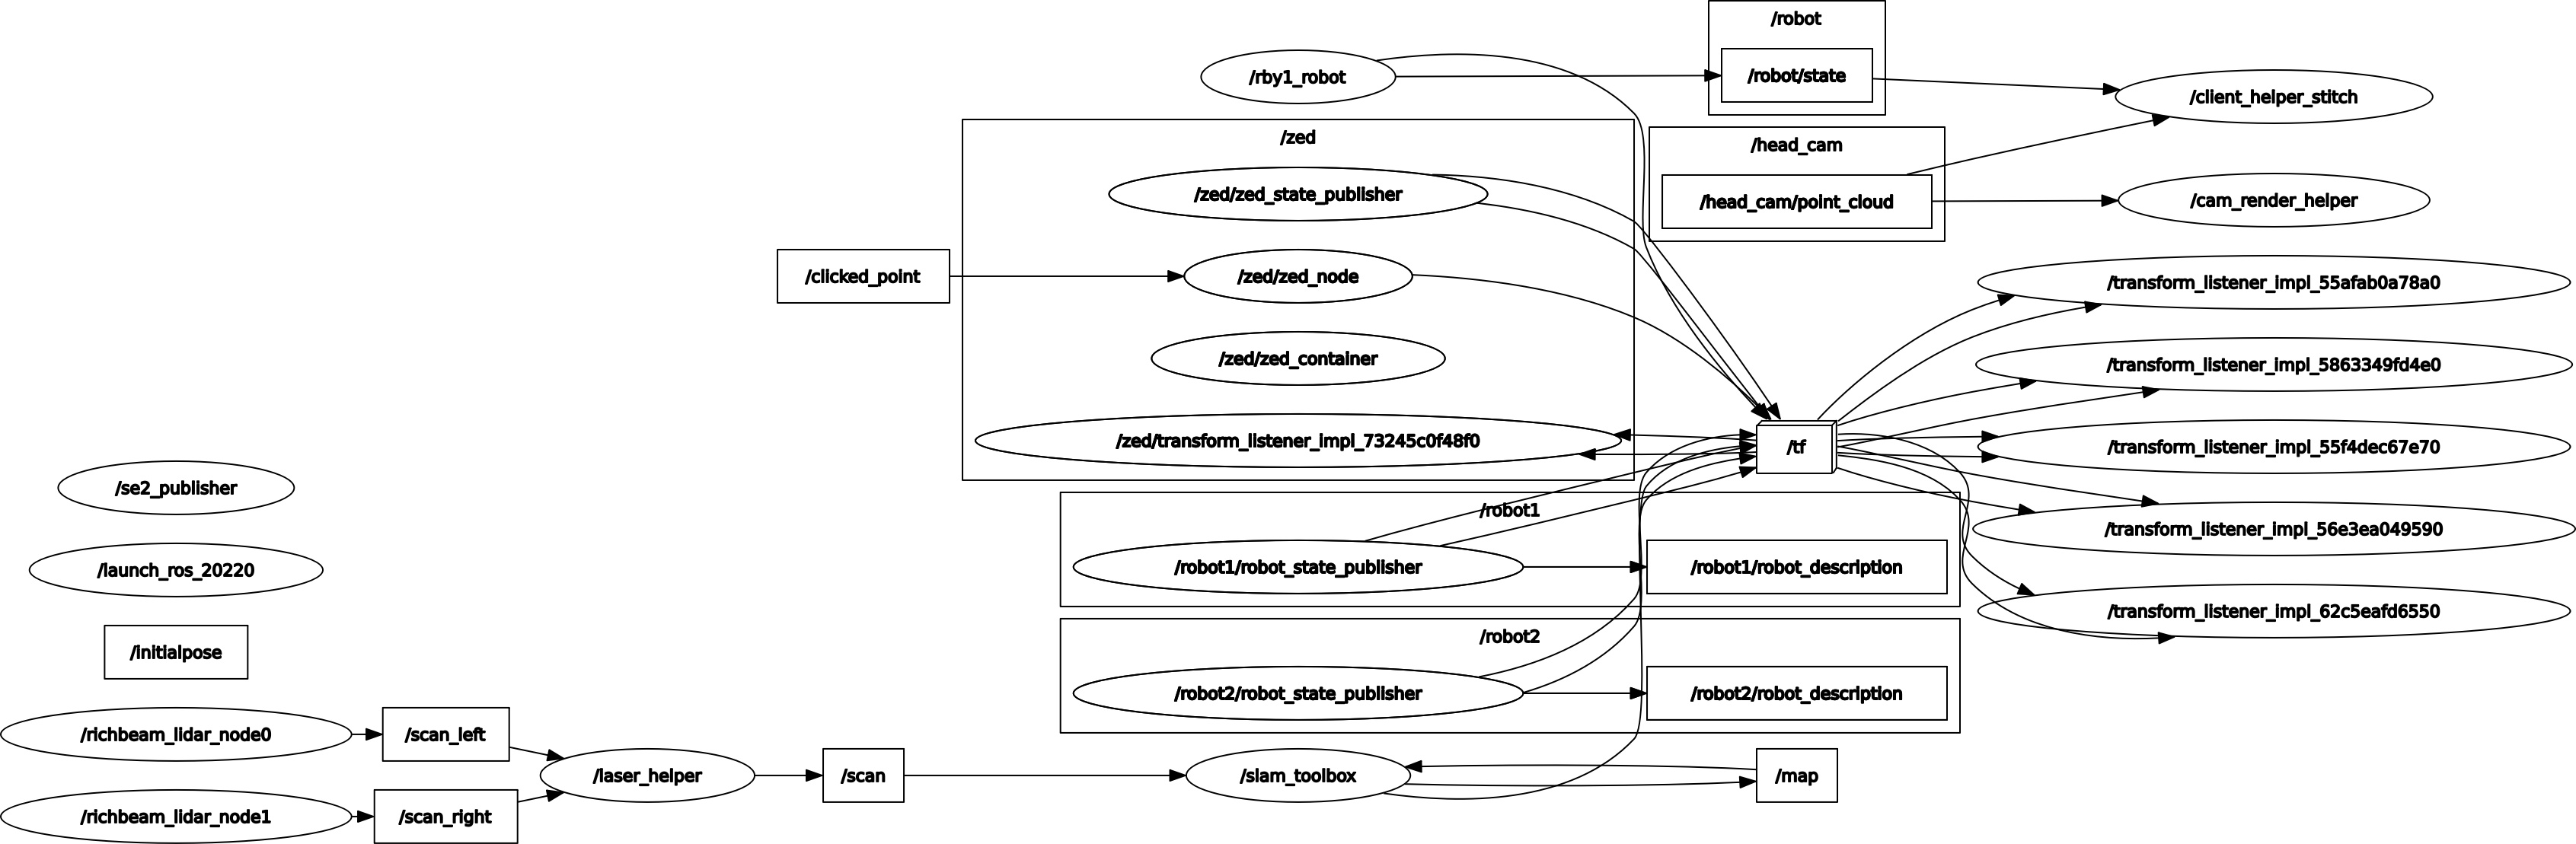 /robot
/rby1_robot
/robot/state
/client_helper_stitch
/zed
/head_cam
/zed/zed_state_publisher
/head_cam/point_cloud
/cam_render_helper
/clicked_point
/zed/zed_node
/transform_listener_impl_55afab0a78a0
/zed/zed_container
/transform_listener_impl_5863349fd4e0
/zed/transform_listener_impl_73245c0f48f0
/tf
/transform_listener_impl_55f4dec67e70
/se2_publisher
/robot1
/transform_listener_impl_56e3ea049590
/launch_ros_20220
/robot1/robot_state_publisher
/robot1/robot_description
/transform_listener_impl_62c5eafd6550
/initialpose
/robot2
/robot2/robot_state_publisher
/robot2/robot_description
/richbeam_lidar_node0
/scan_left
/laser_helper
/scan
/slam_toolbox
/map
/richbeam_lidar_node1
/scan_right